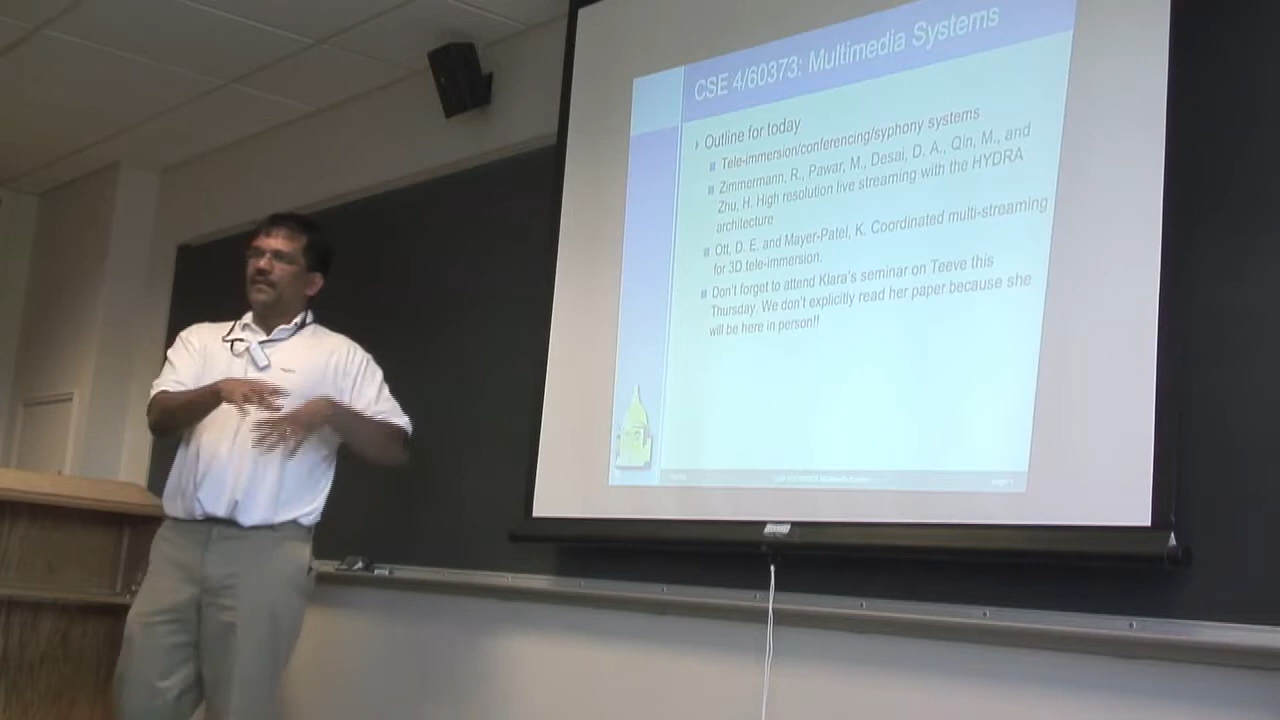 CSE 4/60373: Multimedia Systems
Outline for today
Tele-immersion/conferencing/syphony systems
Zimmermann, R., Pawar, M., Desai, D. A., Qin, M., and
Zhu, H. High resolution live streaming with the HYDRA
architecture
Ott, D. E. and Mayer-Patel, K. Coordinated multi-streaming
for 3D tele-immersion.
Don't forget to attend Klara's seminar on Teeve this
Thursday. We don't explicitly read her paper because she
will be here in person!!